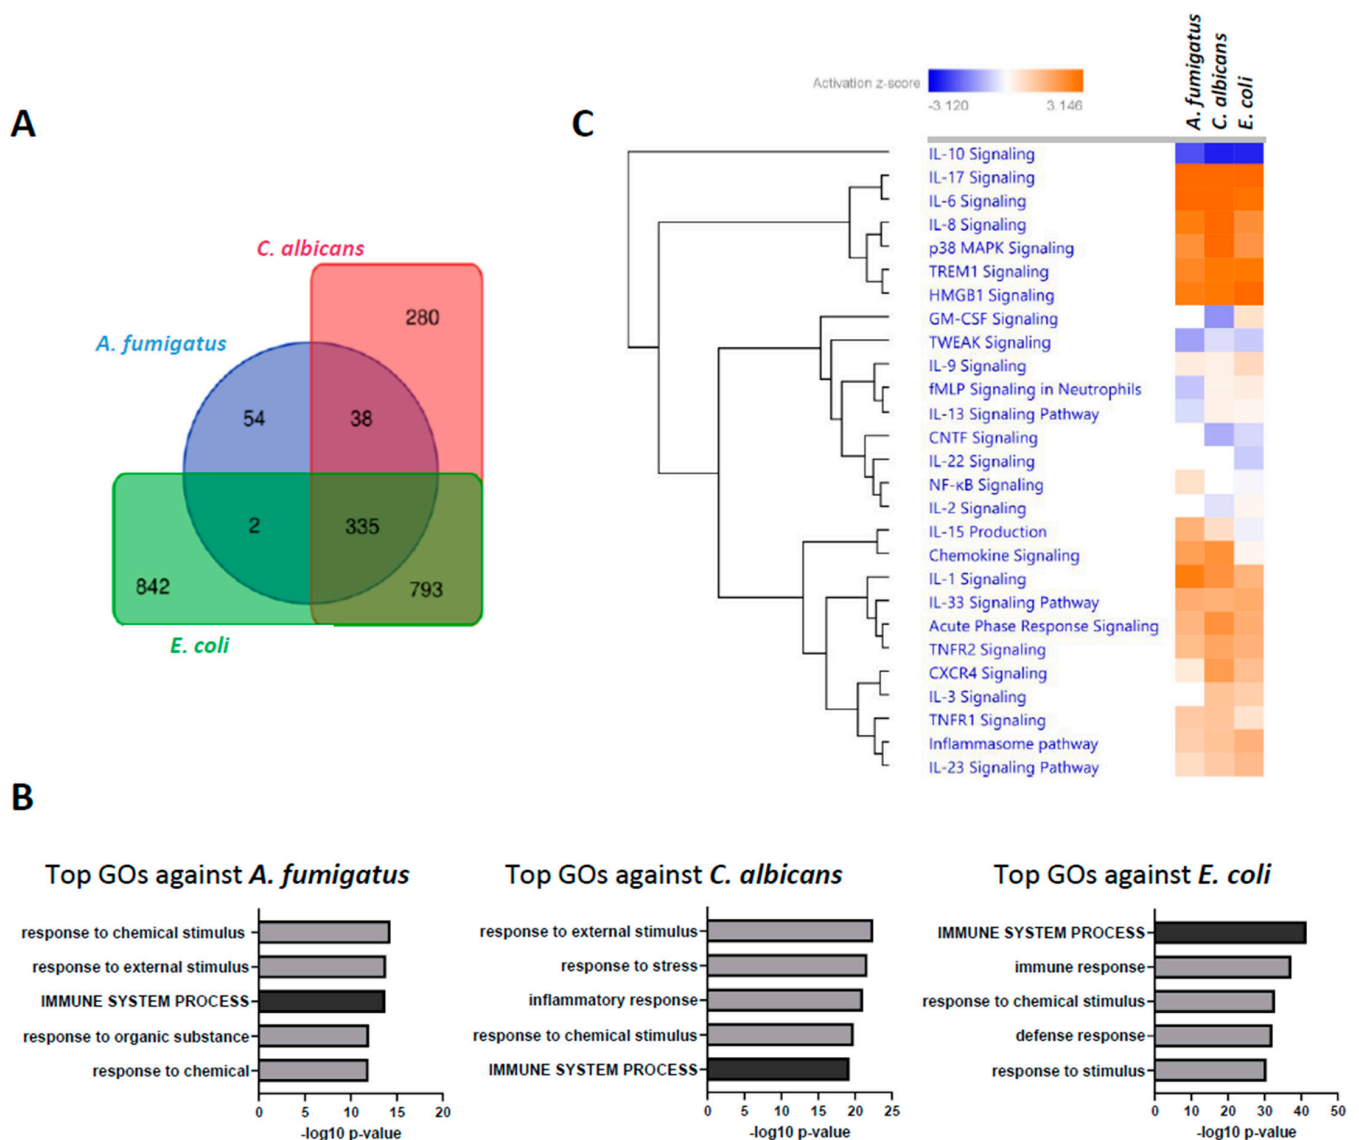 A
C. albicans
280
A. fumigatus
54
38
2
335
842
793
E. coli
C
Activation z-score
-3.120
3.146
A. fumigatus
C. albicans
E. coli
IL-10 Signaling
IL-17 Signaling
IL-6 Signaling
IL-8 Signaling
p38 MAPK Signaling
TREM1 Signaling
HMGB1 Signaling
GM-CSF Signaling
TWEAK Signaling
IL-9 Signaling
fMLP Signaling in Neutrophils
IL-13 Signaling Pathway
CNTF Signaling
IL-22 Signaling
NF-κB Signaling
IL-2 Signaling
IL-15 Production
Chemokine Signaling
IL-1 Signaling
IL-33 Signaling Pathway
Acute Phase Response Signaling
TNFR2 Signaling
CXCR4 Signaling
IL-3 Signaling
TNFR1 Signaling
Inflammasome pathway
IL-23 Signaling Pathway
B
Top GOs against A. fumigatus
response to chemical stimulus
response to external stimulus
IMMUNE SYSTEM PROCESS
response to organic substance
response to chemical
0 5 10 15 20
-log10 p-value
Top GOs against C. albicans
response to external stimulus
response to stress
inflammatory response
response to chemical stimulus
IMMUNE SYSTEM PROCESS
0 5 10 15 20 25
-log10 p-value
Top GOs against E. coli
IMMUNE SYSTEM PROCESS
immune response
response to chemical stimulus
defense response
response to stimulus
0 10 20 30 40 50
-log10 p-value